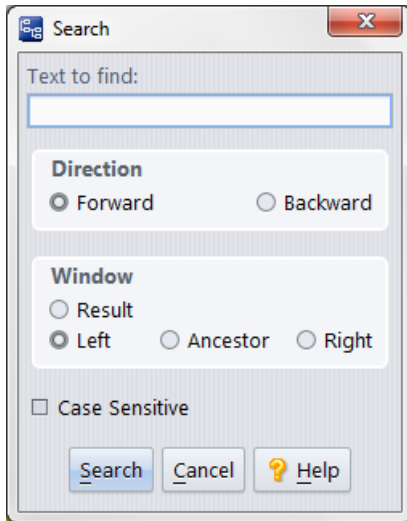 Search
Text to find:
Direction
Forward Backward
Window
Result
Left Ancestor Right
Case Sensitive
Search Cancel Help